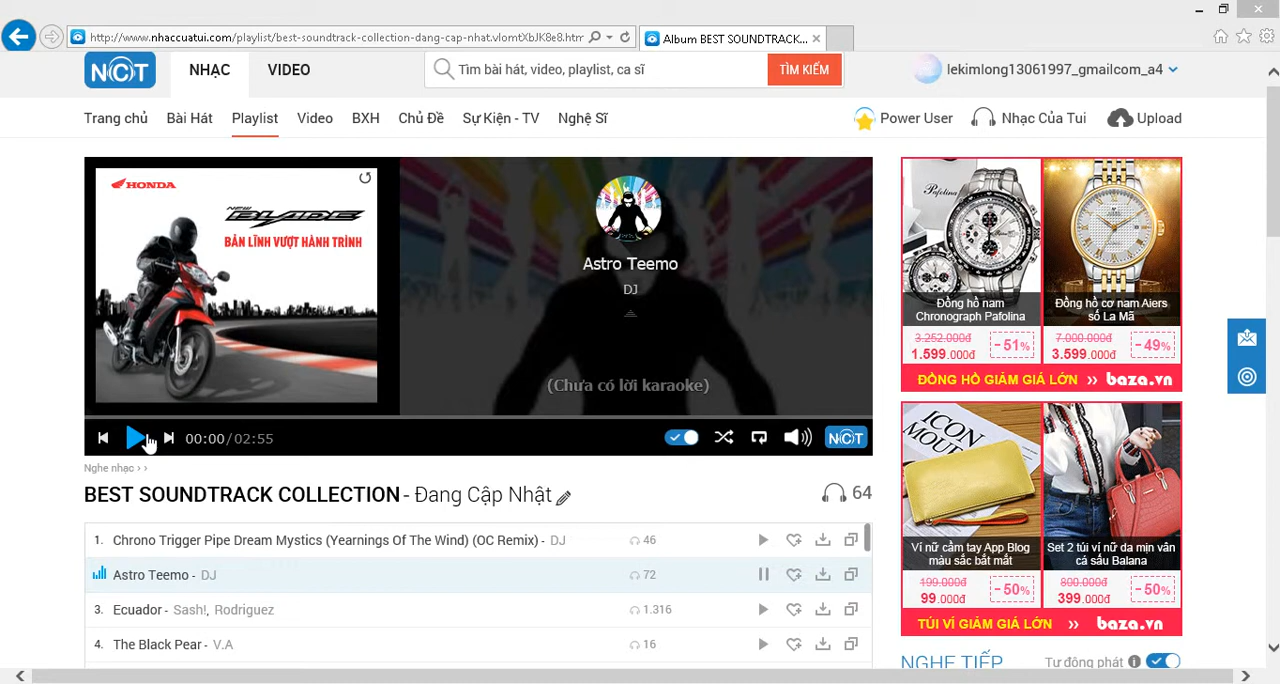 http://www.nhaccuatui.com/playlist/best-soundtrack-collection-dang-cap-nhat.vlomtXbJK8e8.htm
Album BEST SOUNDTRACK...
NCT
NHẠC
VIDEO
Tìm bài hát, video, playlist, ca sĩ
TÌM KIẾM
lekimlong13061997_gmailcom_a4
Trang chủ
Bài Hát
Playlist
Video
BXH
Chủ Đề
Sự Kiện - TV
Nghệ Sĩ
Power User
Nhạc Của Tui
Upload
HONDA
NEW
BLADE
BẢN LĨNH VƯỢT HÀNH TRÌNH
Astro Teemo
DJ
(Chưa có lời karaoke)
00:00/02:55
NCT
Nghe nhạc › ›
BEST SOUNDTRACK COLLECTION - Đang Cập Nhật
64
1. Chrono Trigger Pipe Dream Mystics (Yearnings Of The Wind) (OC Remix) - DJ
46
Astro Teemo - DJ
72
3. Ecuador - Sash!, Rodriguez
1.316
4. The Black Pear - V.A
16
Pafolina
Đồng hồ nam
Chronograph Pafolina
3.252.000đ
1.599.000đ
-51%
Đồng hồ cơ nam Aiers
số La Mã
7.000.000đ
3.599.000đ
-49%
ĐỒNG HỒ GIẢM GIÁ LỚN » baza.vn
ICON
MOUE
Ví nữ cầm tay App Blog
màu sắc bắt mắt
199.000đ
99.000đ
-50%
Set 2 túi ví nữ da mịn vân
cá sấu Balana
800.000đ
399.000đ
-50%
TÚI VÍ GIẢM GIÁ LỚN » baza.vn
NGHE TIẾP
Tự động phát